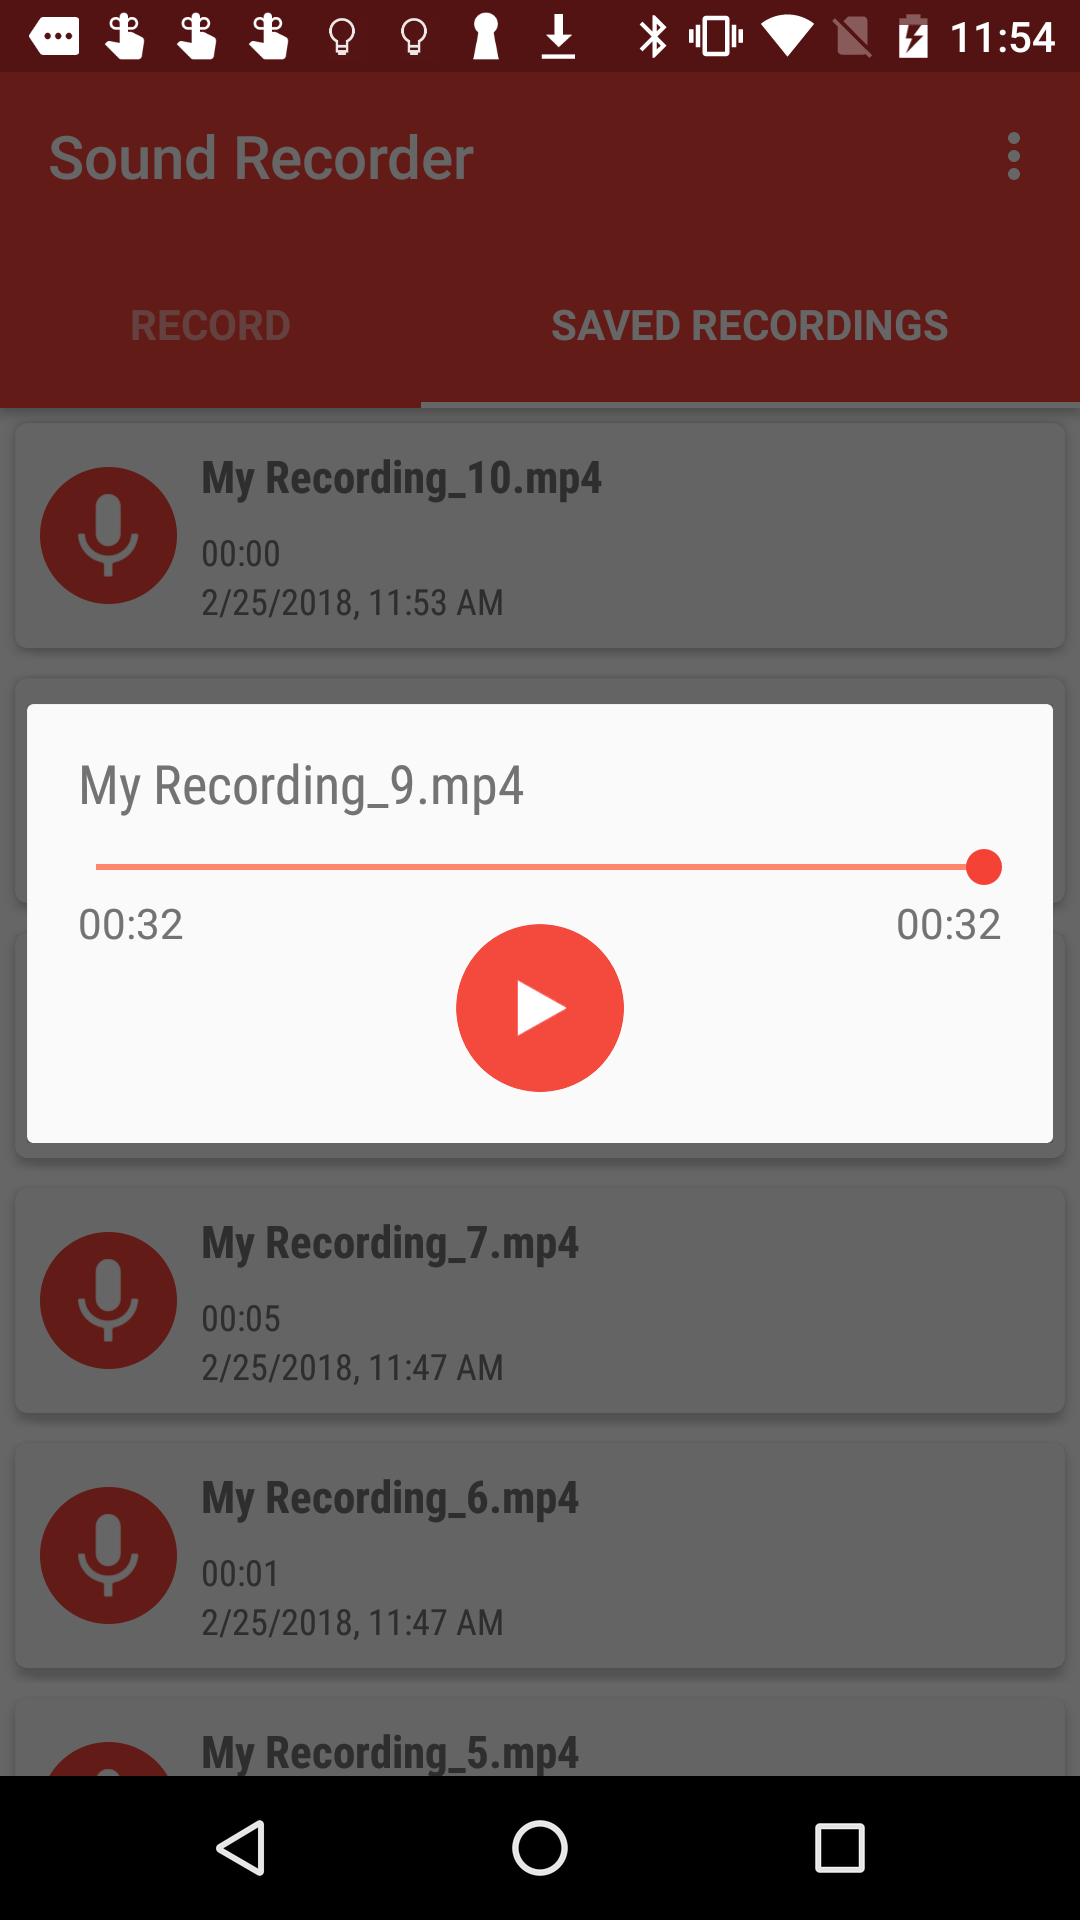 11:54
Sound Recorder
RECORD
SAVED RECORDINGS
My Recording_10.mp4
00:00
2/25/2018, 11:53 AM
My Recording_9.mp4
00:32
00:32
My Recording_7.mp4
00:05
2/25/2018, 11:47 AM
My Recording_6.mp4
00:01
2/25/2018, 11:47 AM
My Recording_5.mp4